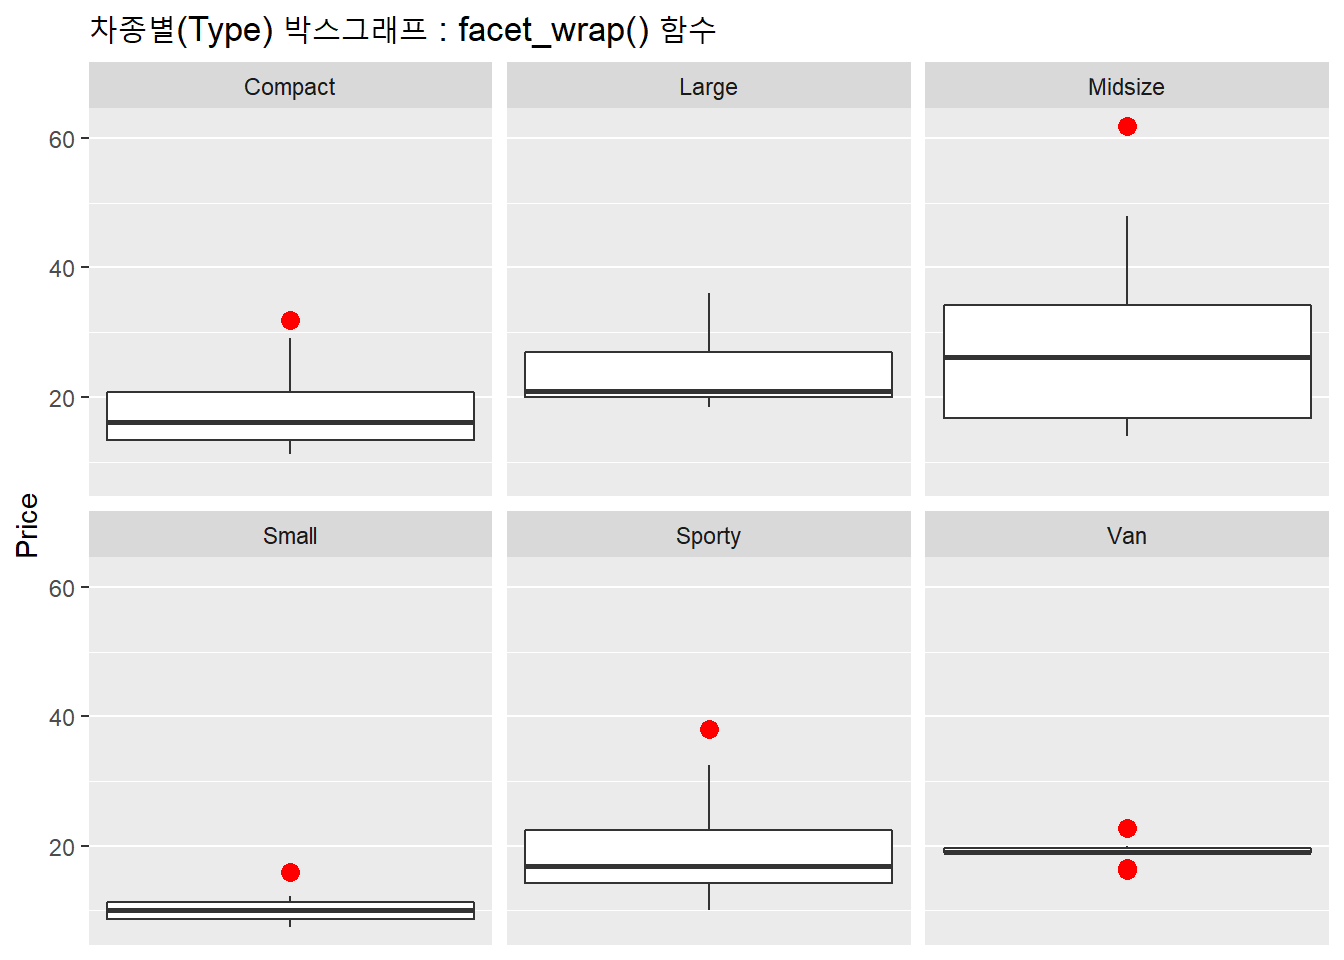 차종별(Type) 박스그래프 : facet_wrap() 함수
Compact
Large
Midsize
60
40
20
Price
Small
Sporty
Van
60
40
20